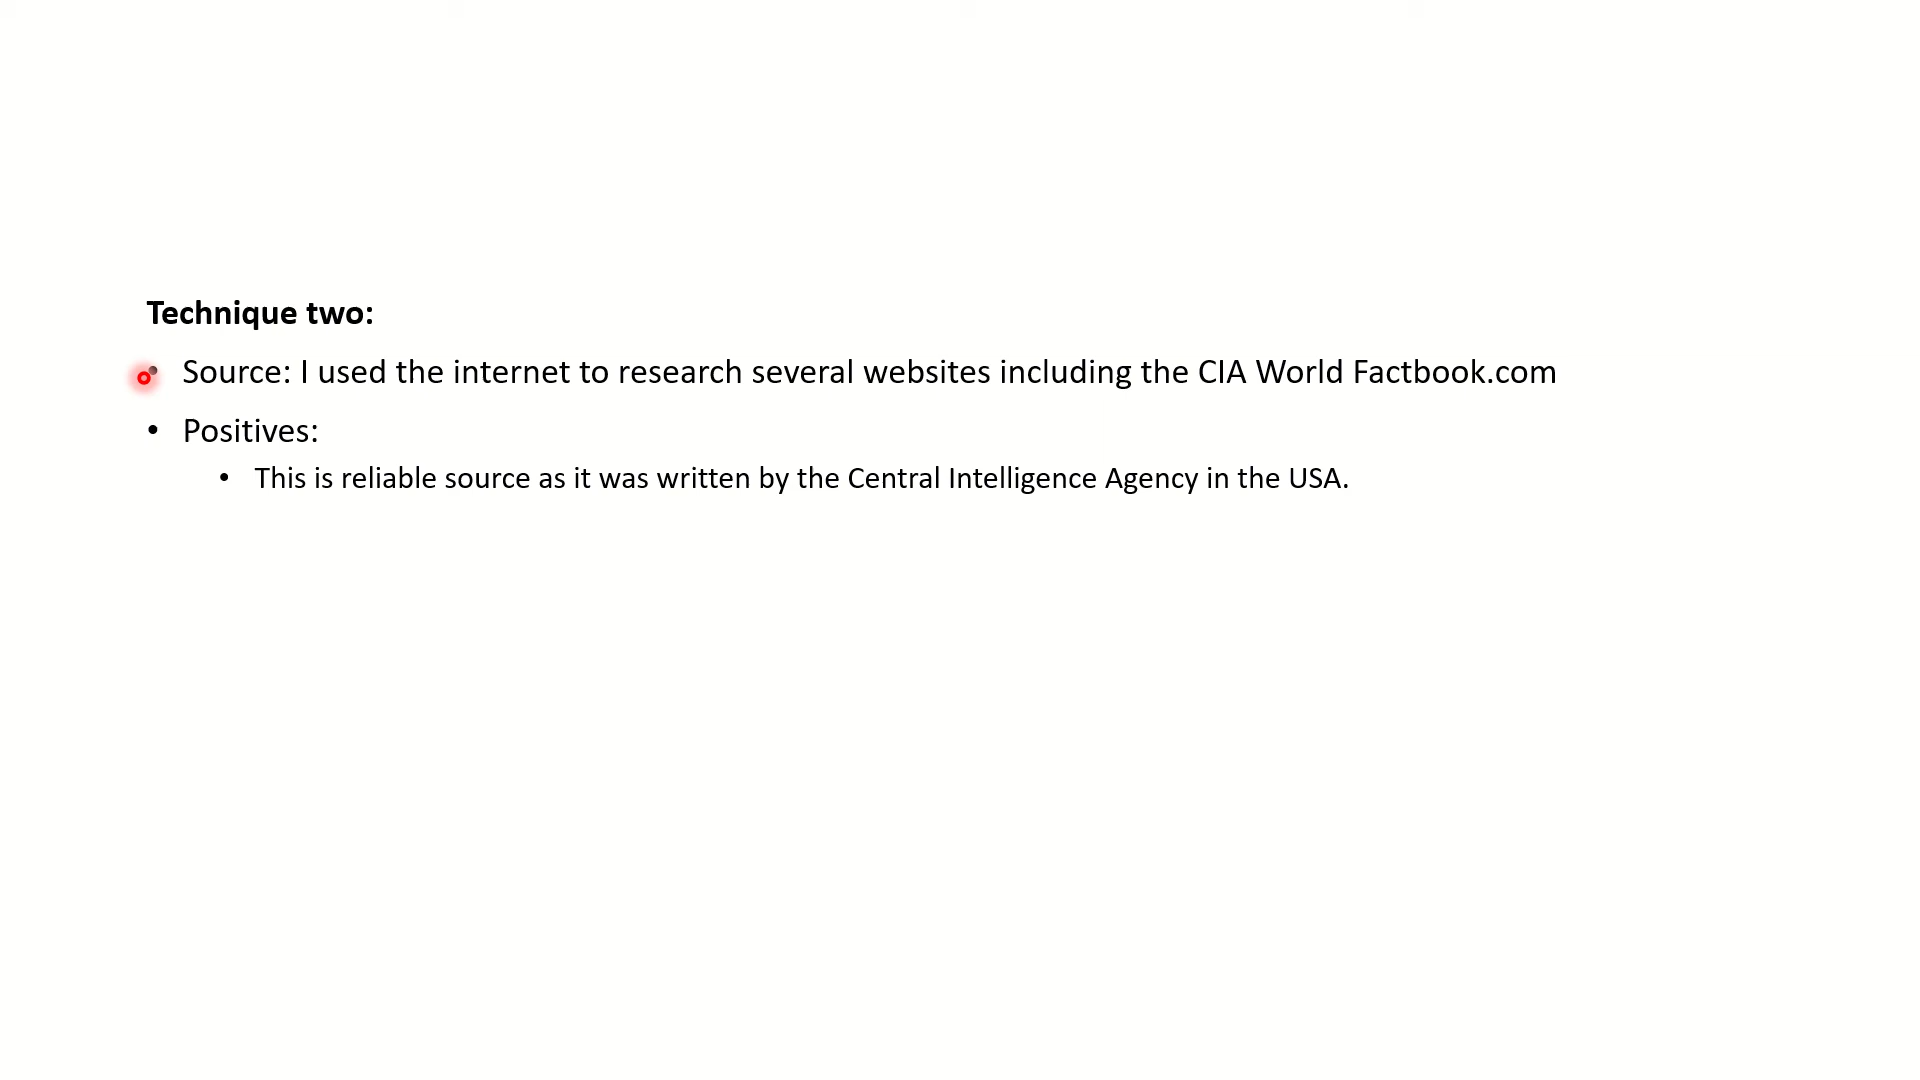 Technique two:
• Source: I used the internet to research several websites including the CIA World Factbook.com
• Positives:
• This is reliable source as it was written by the Central Intelligence Agency in the USA.